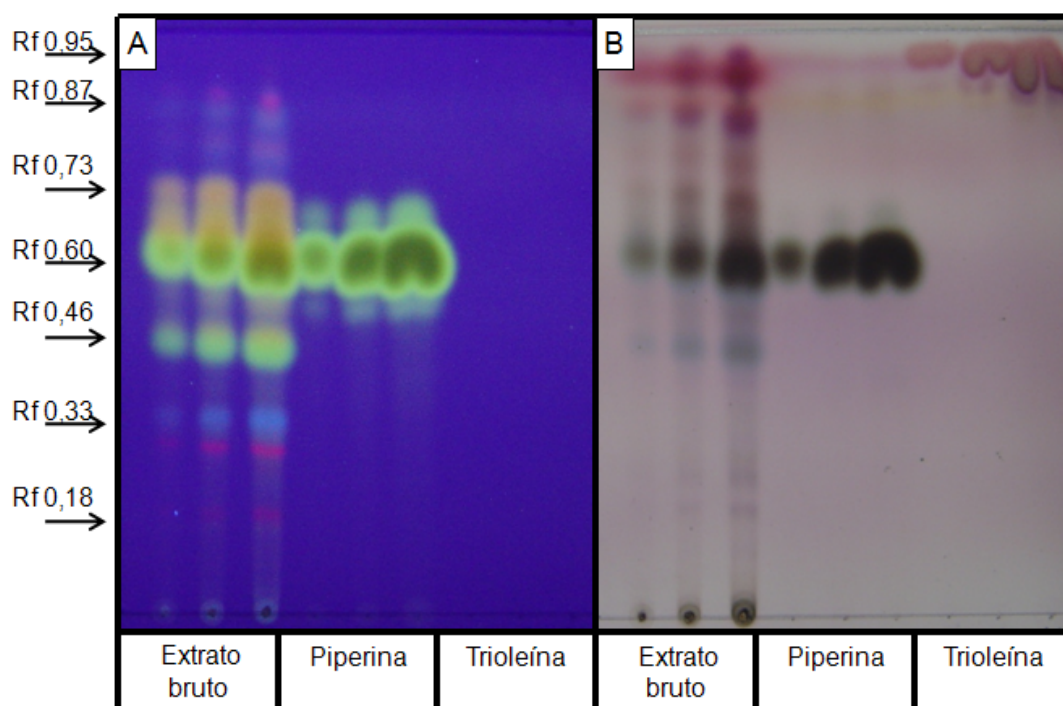 A
B
Rf 0,95
Rf 0,87
Rf 0,73
Rf 0,60
Rf 0,46
Rf 0,33
Rf 0,18
Extrato
bruto
Piperina
Trioleína
Extrato
bruto
Piperina
Trioleína